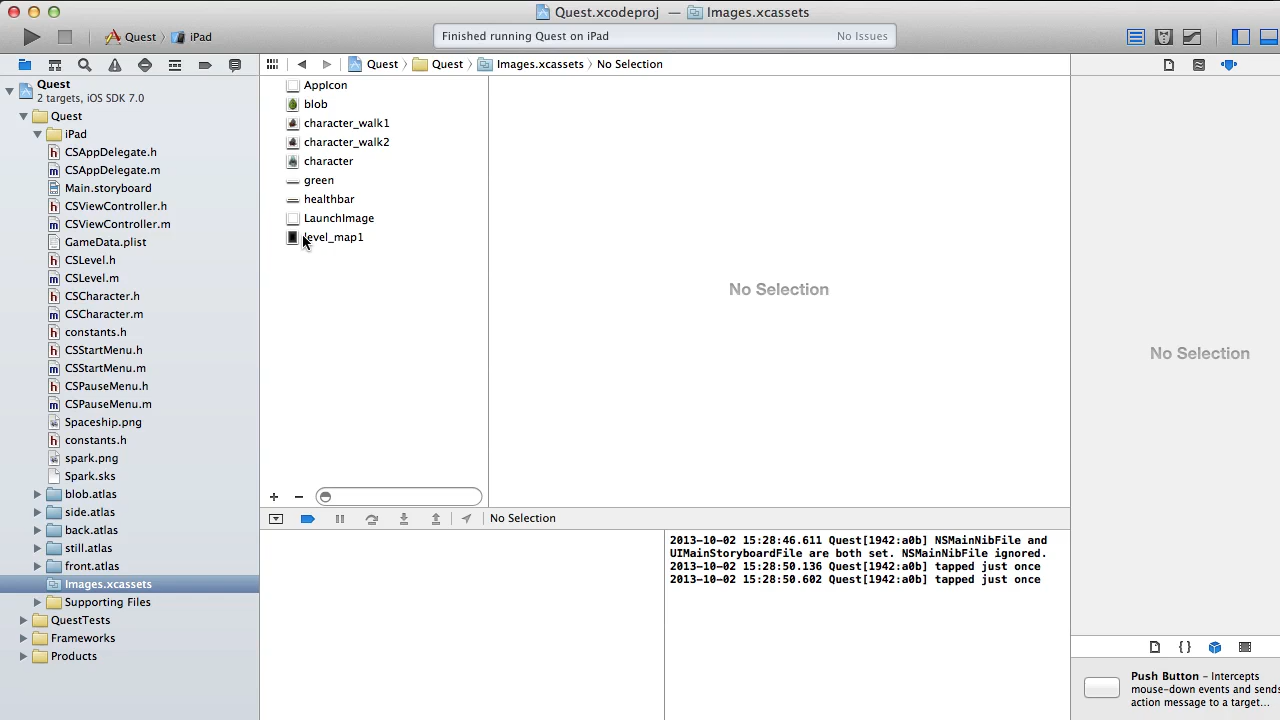 Quest.xcodeproj — Images.xcassets
Quest iPad
Finished running Quest on iPad No Issues
Quest
2 targets, iOS SDK 7.0
Quest
iPad
CSAppDelegate.h
CSAppDelegate.m
Main.storyboard
CSViewController.h
CSViewController.m
GameData.plist
CSLevel.h
CSLevel.m
CSCharacter.h
CSCharacter.m
constants.h
CSStartMenu.h
CSStartMenu.m
CSPauseMenu.h
CSPauseMenu.m
Spaceship.png
constants.h
spark.png
Spark.sks
blob.atlas
side.atlas
back.atlas
still.atlas
front.atlas
Images.xcassets
Supporting Files
QuestTests
Frameworks
Products
Quest Quest Images.xcassets No Selection
AppIcon
blob
character_walk1
character_walk2
character
green
healthbar
LaunchImage
level_map1
No Selection
No Selection
2013-10-02 15:28:46.611 Quest[1942:a0b] NSMainNibFile and
UIMainStoryboardFile are both set. NSMainNibFile ignored.
2013-10-02 15:28:50.136 Quest[1942:a0b] tapped just once
2013-10-02 15:28:50.602 Quest[1942:a0b] tapped just once
No Selection
Push Button – Intercepts
mouse-down events and sends
action message to a target...